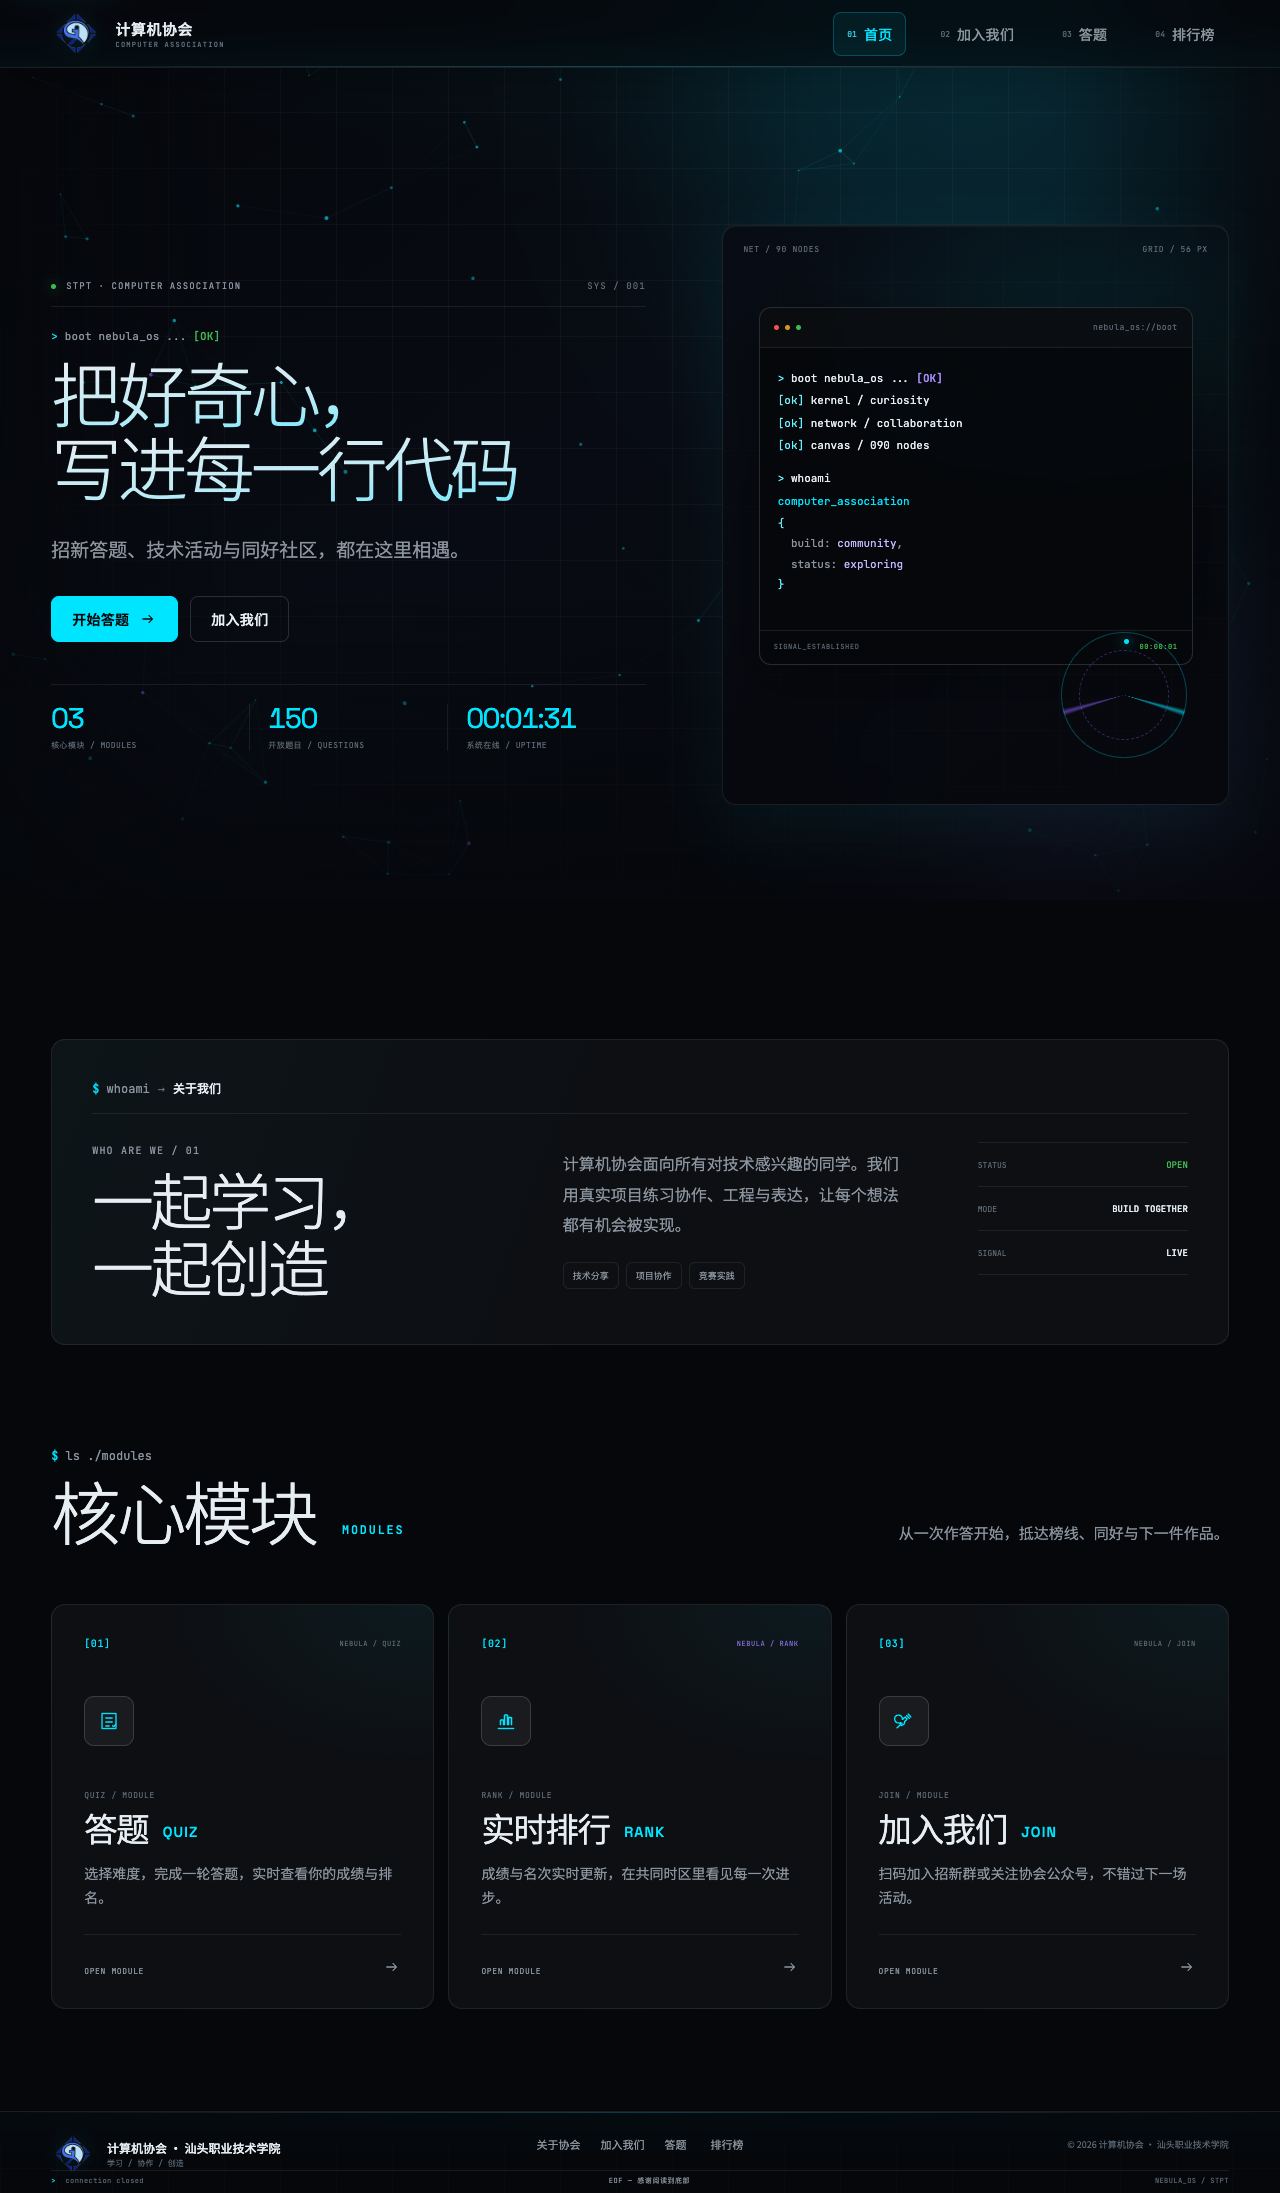 计算机协会
COMPUTER ASSOCIATION
01 首页
02 加入我们
03 答题
04 排行榜
STPT · COMPUTER ASSOCIATION
SYS / 001
> boot nebula_os ... [OK]
把好奇心，
写进每一行代码
招新答题、技术活动与同好社区，都在这里相遇。
开始答题 →
加入我们
03
核心模块 / MODULES
150
开放题目 / QUESTIONS
00:01:31
系统在线 / UPTIME
NET / 90 NODES
GRID / 56 PX
nebula_os://boot
> boot nebula_os ... [OK]
[ok] kernel / curiosity
[ok] network / collaboration
[ok] canvas / 090 nodes
> whoami
computer_association
{
build: community,
status: exploring
}
SIGNAL_ESTABLISHED
00:00:01
$ whoami → 关于我们
WHO ARE WE / 01
一起学习，
一起创造
计算机协会面向所有对技术感兴趣的同学。我们
用真实项目练习协作、工程与表达，让每个想法
都有机会被实现。
技术分享
项目协作
竞赛实践
STATUS OPEN
MODE BUILD TOGETHER
SIGNAL LIVE
$ ls ./modules
核心模块 MODULES
从一次作答开始，抵达榜线、同好与下一件作品。
[01]
NEBULA / QUIZ
QUIZ / MODULE
答题 QUIZ
选择难度，完成一轮答题，实时查看你的成绩与排
名。
OPEN MODULE →
[02]
NEBULA / RANK
RANK / MODULE
实时排行 RANK
成绩与名次实时更新，在共同时区里看见每一次进
步。
OPEN MODULE →
[03]
NEBULA / JOIN
JOIN / MODULE
加入我们 JOIN
扫码加入招新群或关注协会公众号，不错过下一场
活动。
OPEN MODULE →
计算机协会 · 汕头职业技术学院
学习 / 协作 / 创造
关于协会
加入我们
答题
排行榜
© 2026 计算机协会 · 汕头职业技术学院
> connection closed
EOF — 感谢阅读到底部
NEBULA_OS / STPT